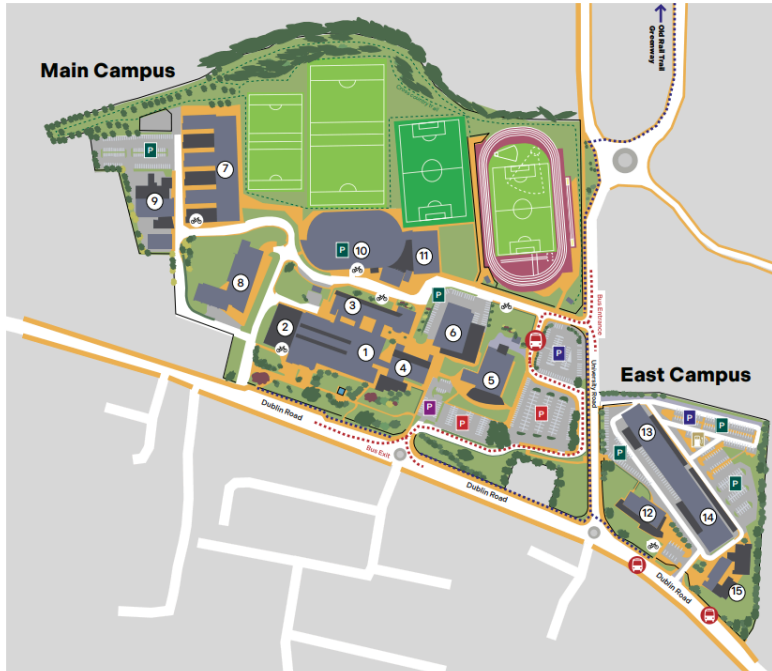 Old Rail Trail
Greenway
Main Campus
P
7
9
P
10
11
8
P
3
6
2
1
4
5
P
Bus Entrance
University Road
P
P
P
Dublin Road
Bus Exit
Dublin Road
East Campus
13
P
P
P
P
12
14
15
Dublin Road